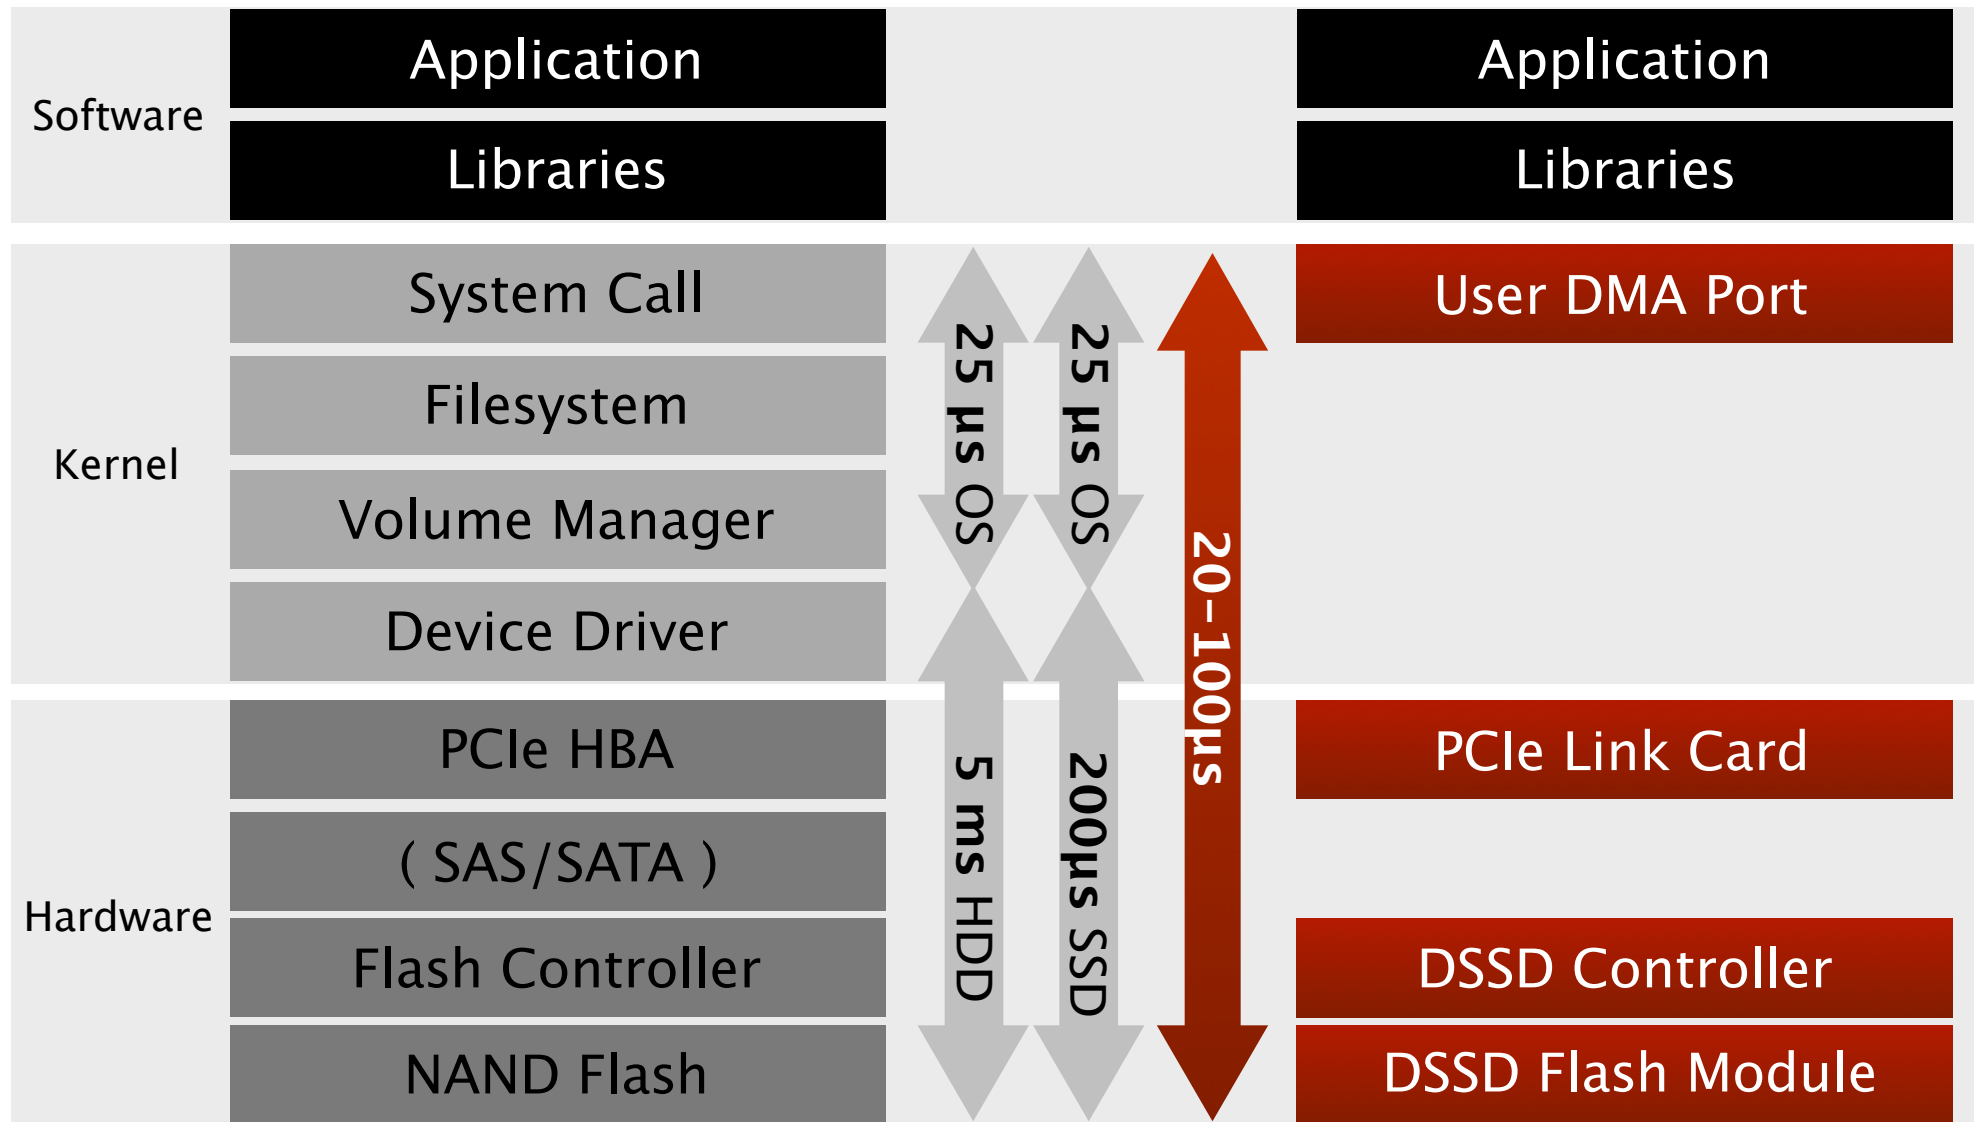 Software
Application
Libraries
Application
Libraries
Kernel
System Call
Filesystem
Volume Manager
Device Driver
25 µs OS
25 µs OS
20-100µs
User DMA Port
Hardware
PCIe HBA
( SAS/SATA )
Flash Controller
NAND Flash
5 ms HDD
200µs SSD
PCIe Link Card
DSSD Controller
DSSD Flash Module